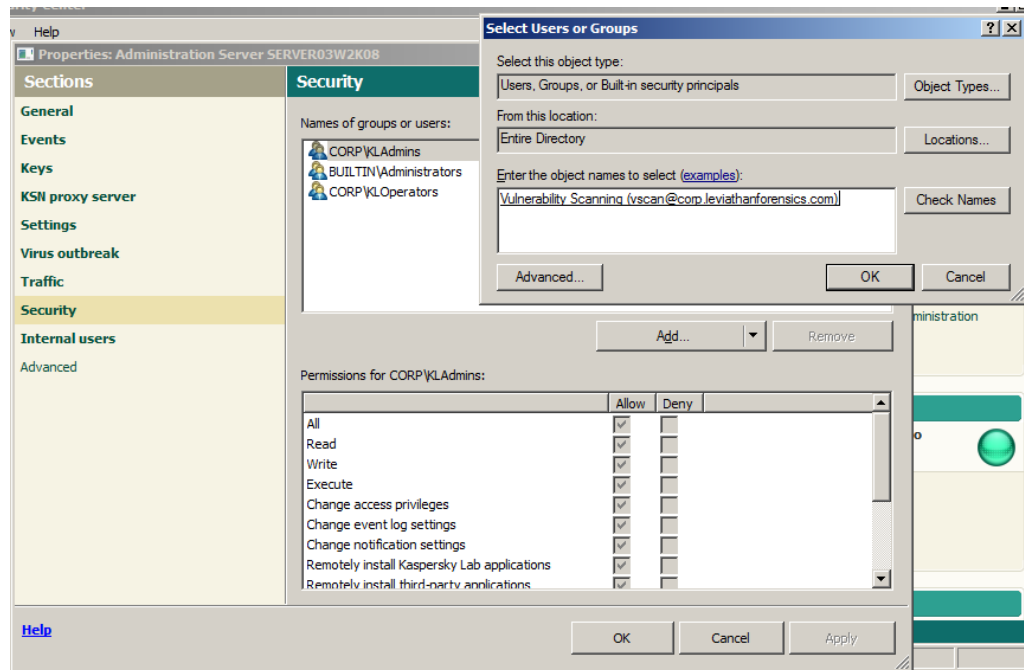 Help
Properties: Administration Server SERVER03W2K08
Sections
General
Events
Keys
KSN proxy server
Settings
Virus outbreak
Traffic
Security
Internal users
Advanced
Help
Security
Names of groups or users:
CORP\KLAdmins
BUILTIN\Administrators
CORP\KLOperators
Add...
Remove
Permissions for CORP\KLAdmins:
Allow Deny
All
Read
Write
Execute
Change access privileges
Change event log settings
Change notification settings
Remotely install Kaspersky Lab applications
Remotely install third-party applications
OK Cancel Apply
Select Users or Groups
Select this object type:
Users, Groups, or Built-in security principals
Object Types...
From this location:
Entire Directory
Locations...
Enter the object names to select (examples):
Vulnerability Scanning (vscan@corp.leviathanforensics.com)
Check Names
Advanced...
OK Cancel